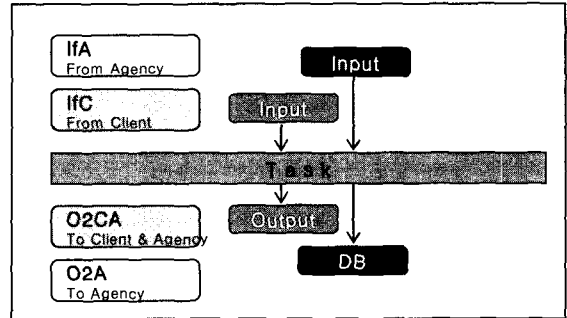 IfA
From Agency
Input
IfC
From Client
Input
Task
O2CA
To Client & Agency
Output
DB
O2A
To Agency